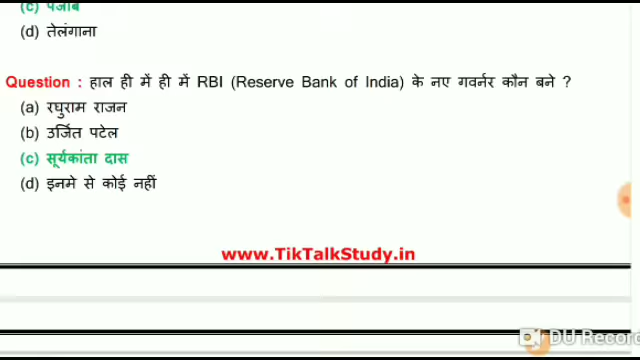 (c) पंजाब
(d) तेलंगाना
Question : हाल ही में ही में RBI (Reserve Bank of India) के नए गवर्नर कौन बने ?
(a) रघुराम राजन
(b) उर्जित पटेल
(c) सूर्यकांता दास
(d) इनमे से कोई नहीं
www.TikTalkStudy.in
DU Recor